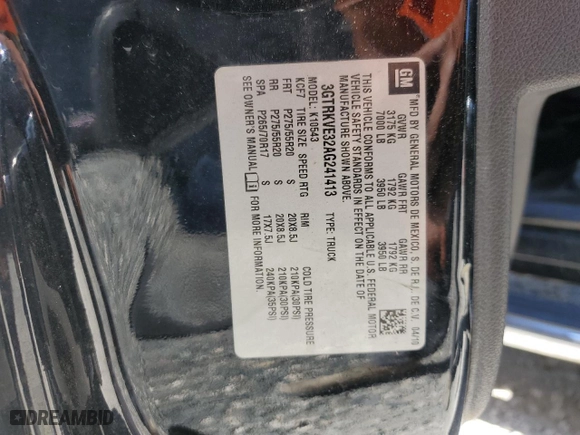 GM
MFD BY GENERAL MOTORS DE MEXICO, S. DE R.L. DE C.V. 04/10
GVWR GAWR FRT GAWR RR
3175 KG 1792 KG 1792 KG
7000 LB 3950 LB 3950 LB
THIS VEHICLE CONFORMS TO ALL APPLICABLE U.S. FEDERAL MOTOR
VEHICLE SAFETY STANDARDS IN EFFECT ON THE DATE OF
MANUFACTURE SHOWN ABOVE.
3GTRKVE32AG241413 TYPE: TRUCK
MODEL: K10543
KCF7 TIRE SIZE SPEED RTG RIM COLD TIRE PRESSURE
FRT P275/55R20 S 20X8.5J 210KPA(30PSI)
RR P275/55R20 S 20X8.5J 210KPA(30PSI)
SPA P265/70R17 S 17X7.5J 240KPA(35PSI)
SEE OWNER'S MANUAL FOR MORE INFORMATION.
DREAMBID